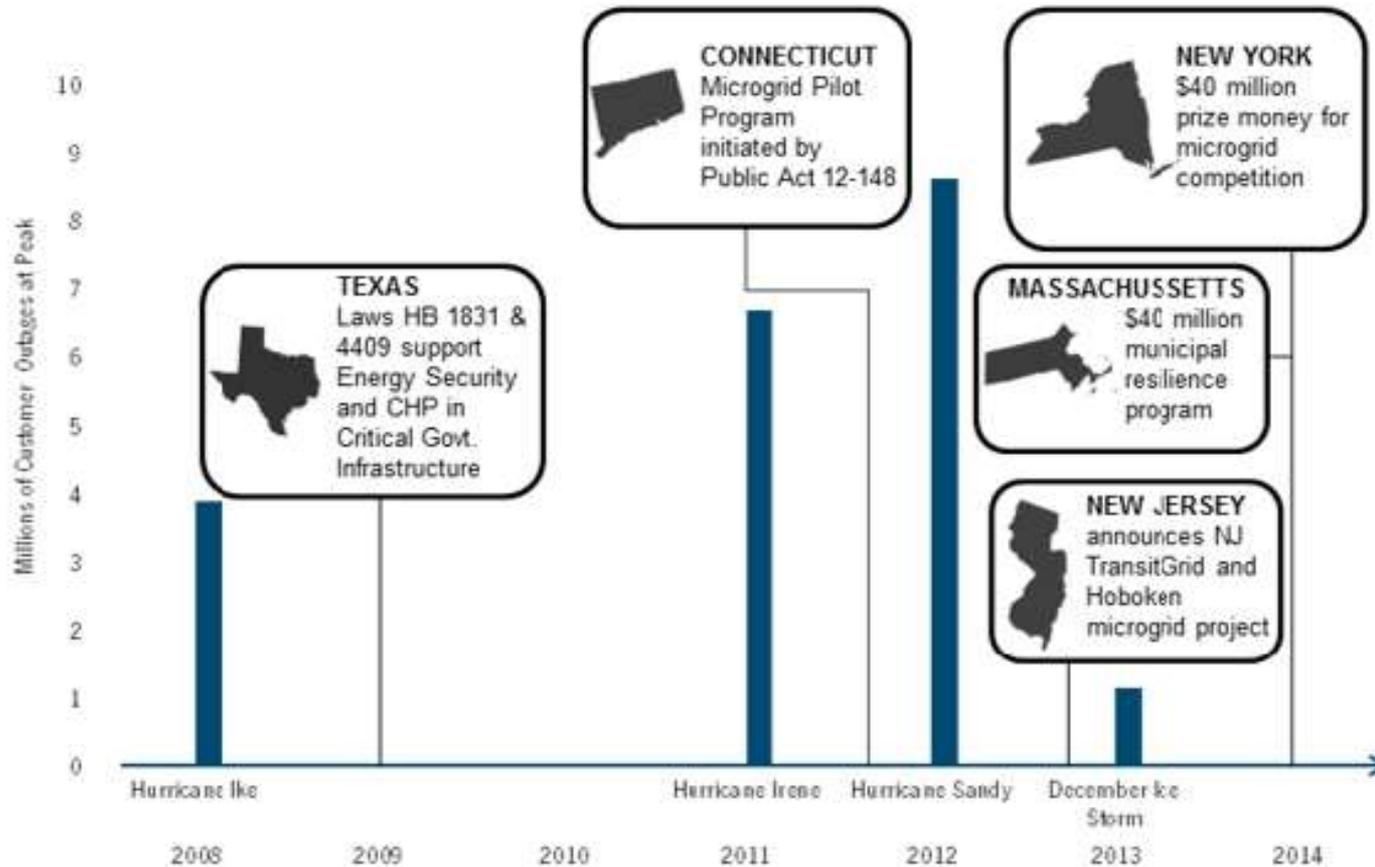 CONNECTICUT
Microgrid Pilot
Program
initiated by
Public Act 12-148
NEW YORK
$40 million
prize money for
microgrid
competition
TEXAS
Laws HB 1831 &
4409 support
Energy Security
and CHP in
Critical Govt.
Infrastructure
MASSACHUSSETTS
$40 million
municipal
resilience
program
NEW JERSEY
announces NJ
TransitGrid and
Hoboken
microgrid project
Millions of Customer Outages at Peak
10
9
8
7
6
5
4
3
2
1
0
Hurricane Ike
Hurricane Irene
Hurricane Sandy
December Ice
Storm
2008
2009
2010
2011
2012
2013
2014